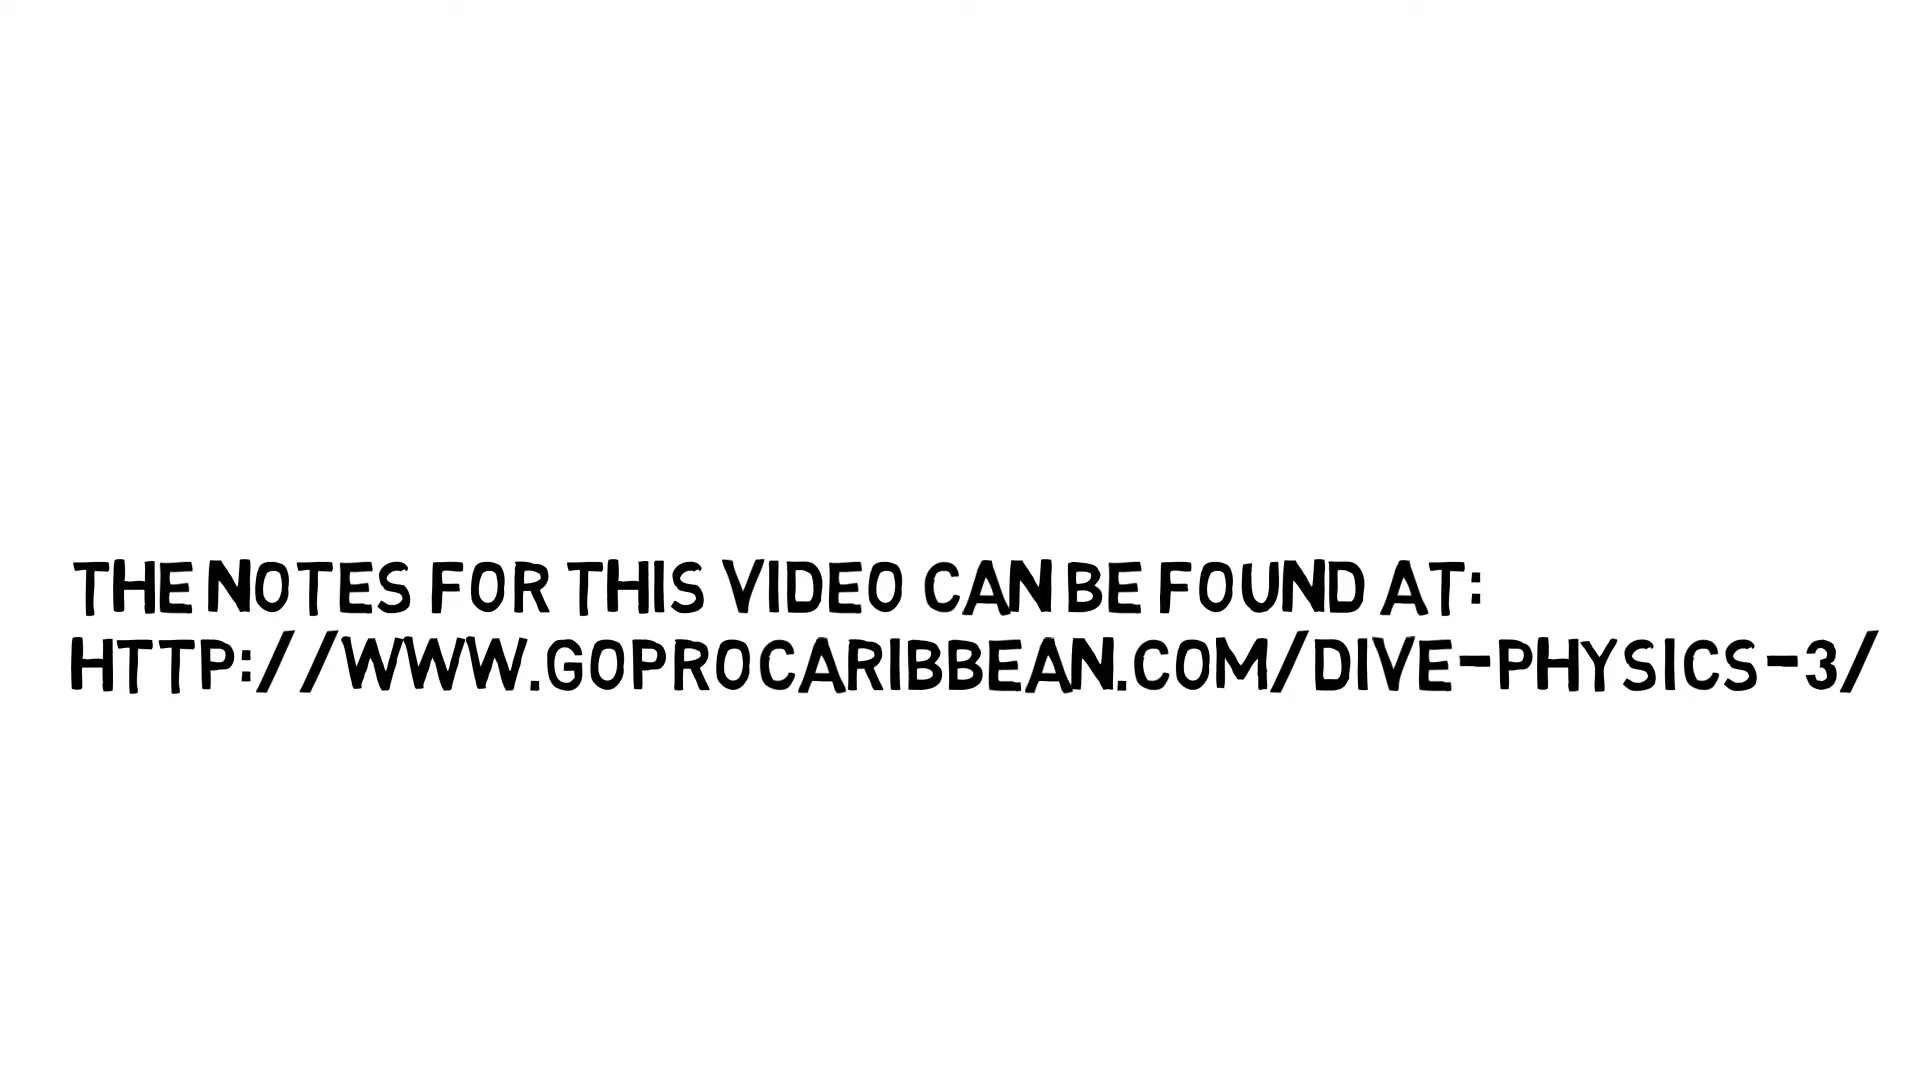 THE NOTES FOR THIS VIDEO CAN BE FOUND AT:
HTTP://WWW.GOPROCARIBBEAN.COM/DIVE-PHYSICS-3/